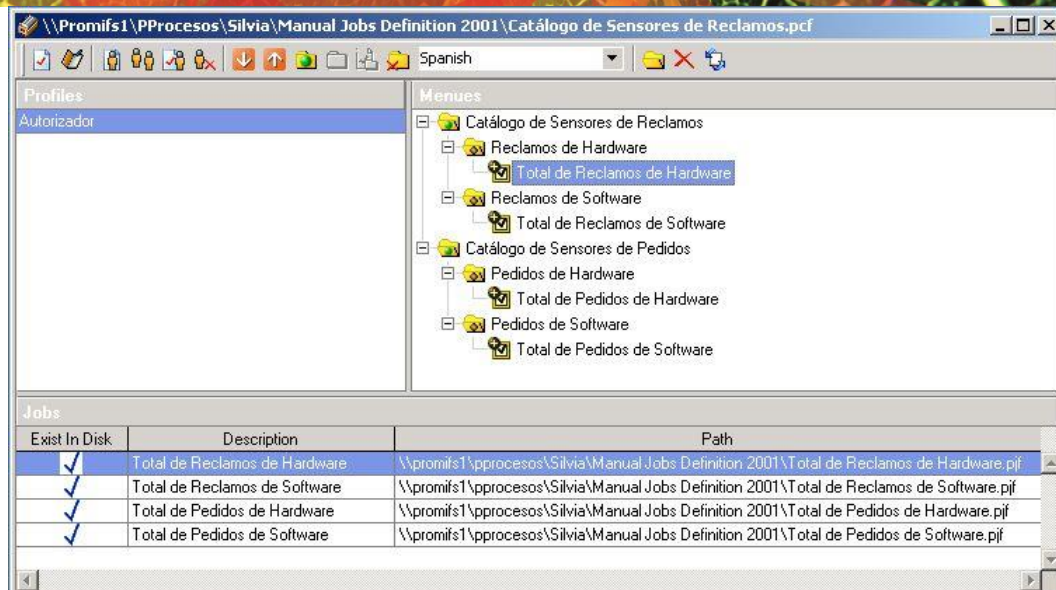 \\Promifs1\PProcesos\Silvia\Manual Jobs Definition 2001\Catálogo de Sensores de Reclamos.pcf
Spanish
Profiles
Menues
Autorizador
Catálogo de Sensores de Reclamos
Reclamos de Hardware
Total de Reclamos de Hardware
Reclamos de Software
Total de Reclamos de Software
Catálogo de Sensores de Pedidos
Pedidos de Hardware
Total de Pedidos de Hardware
Pedidos de Software
Total de Pedidos de Software
Jobs
Exist In Disk Description Path
Total de Reclamos de Hardware \\promifs1\pprocesos\Silvia\Manual Jobs Definition 2001\Total de Reclamos de Hardware.pjf
Total de Reclamos de Software \\promifs1\pprocesos\Silvia\Manual Jobs Definition 2001\Total de Reclamos de Software.pjf
Total de Pedidos de Hardware \\promifs1\pprocesos\Silvia\Manual Jobs Definition 2001\Total de Pedidos de Hardware.pjf
Total de Pedidos de Software \\promifs1\pprocesos\Silvia\Manual Jobs Definition 2001\Total de Pedidos de Software.pjf